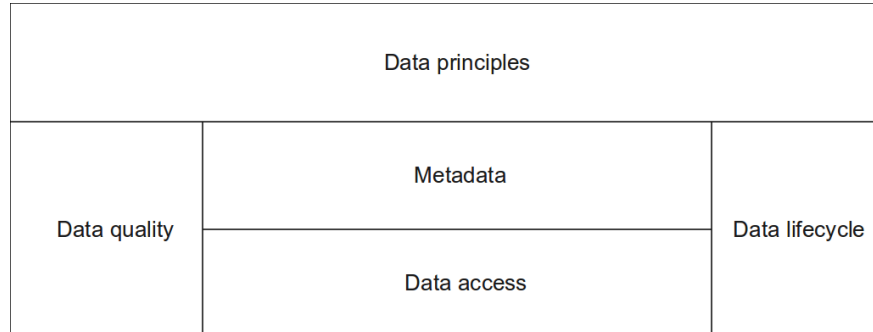 Data principles
Metadata
Data quality
Data lifecycle
Data access